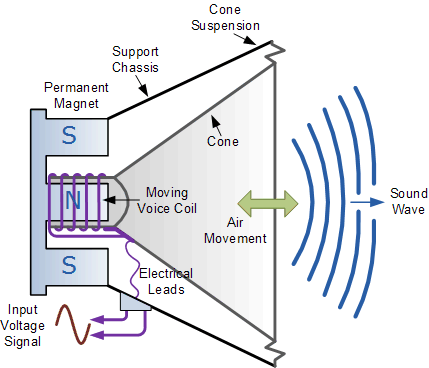 Cone
Suspension
Support
Chassis
Permanent
Magnet
S
Cone
N
Moving
Voice Coil
Sound
Wave
Air
Movement
S
Electrical
Leads
Input
Voltage
Signal